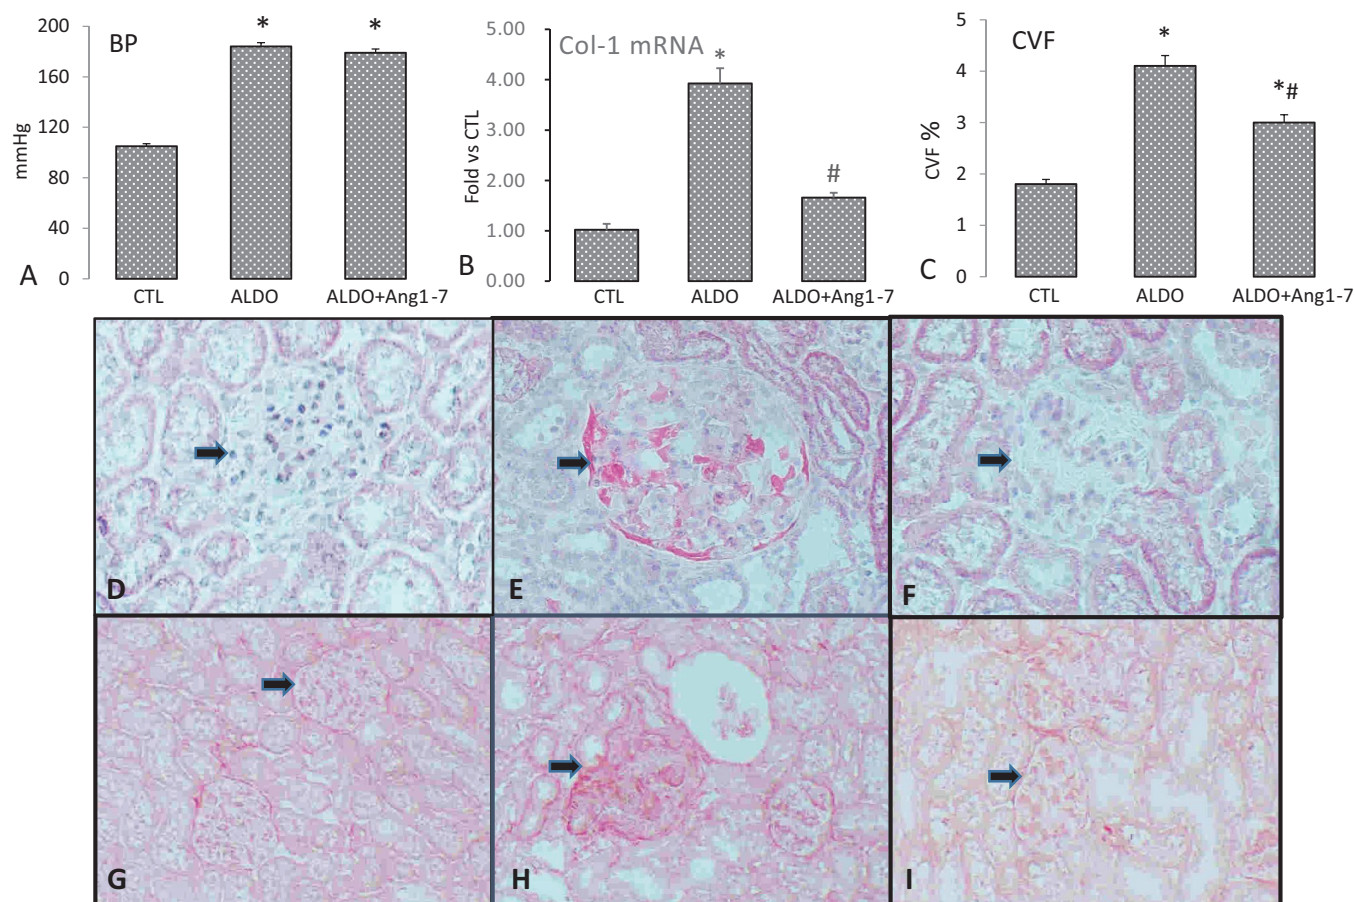 BP
*
*
200
160
120
80
40
0
mmHg
A
CTL
ALDO
ALDO+Ang1-7
Col-1 mRNA
*
#
5.00
4.00
3.00
2.00
1.00
0.00
Fold vs CTL
B
CTL
ALDO
ALDO+Ang1-7
CVF
*
*#
5
4
3
2
1
0
CVF %
C
CTL
ALDO
ALDO+Ang1-7
D
E
F
G
H
I